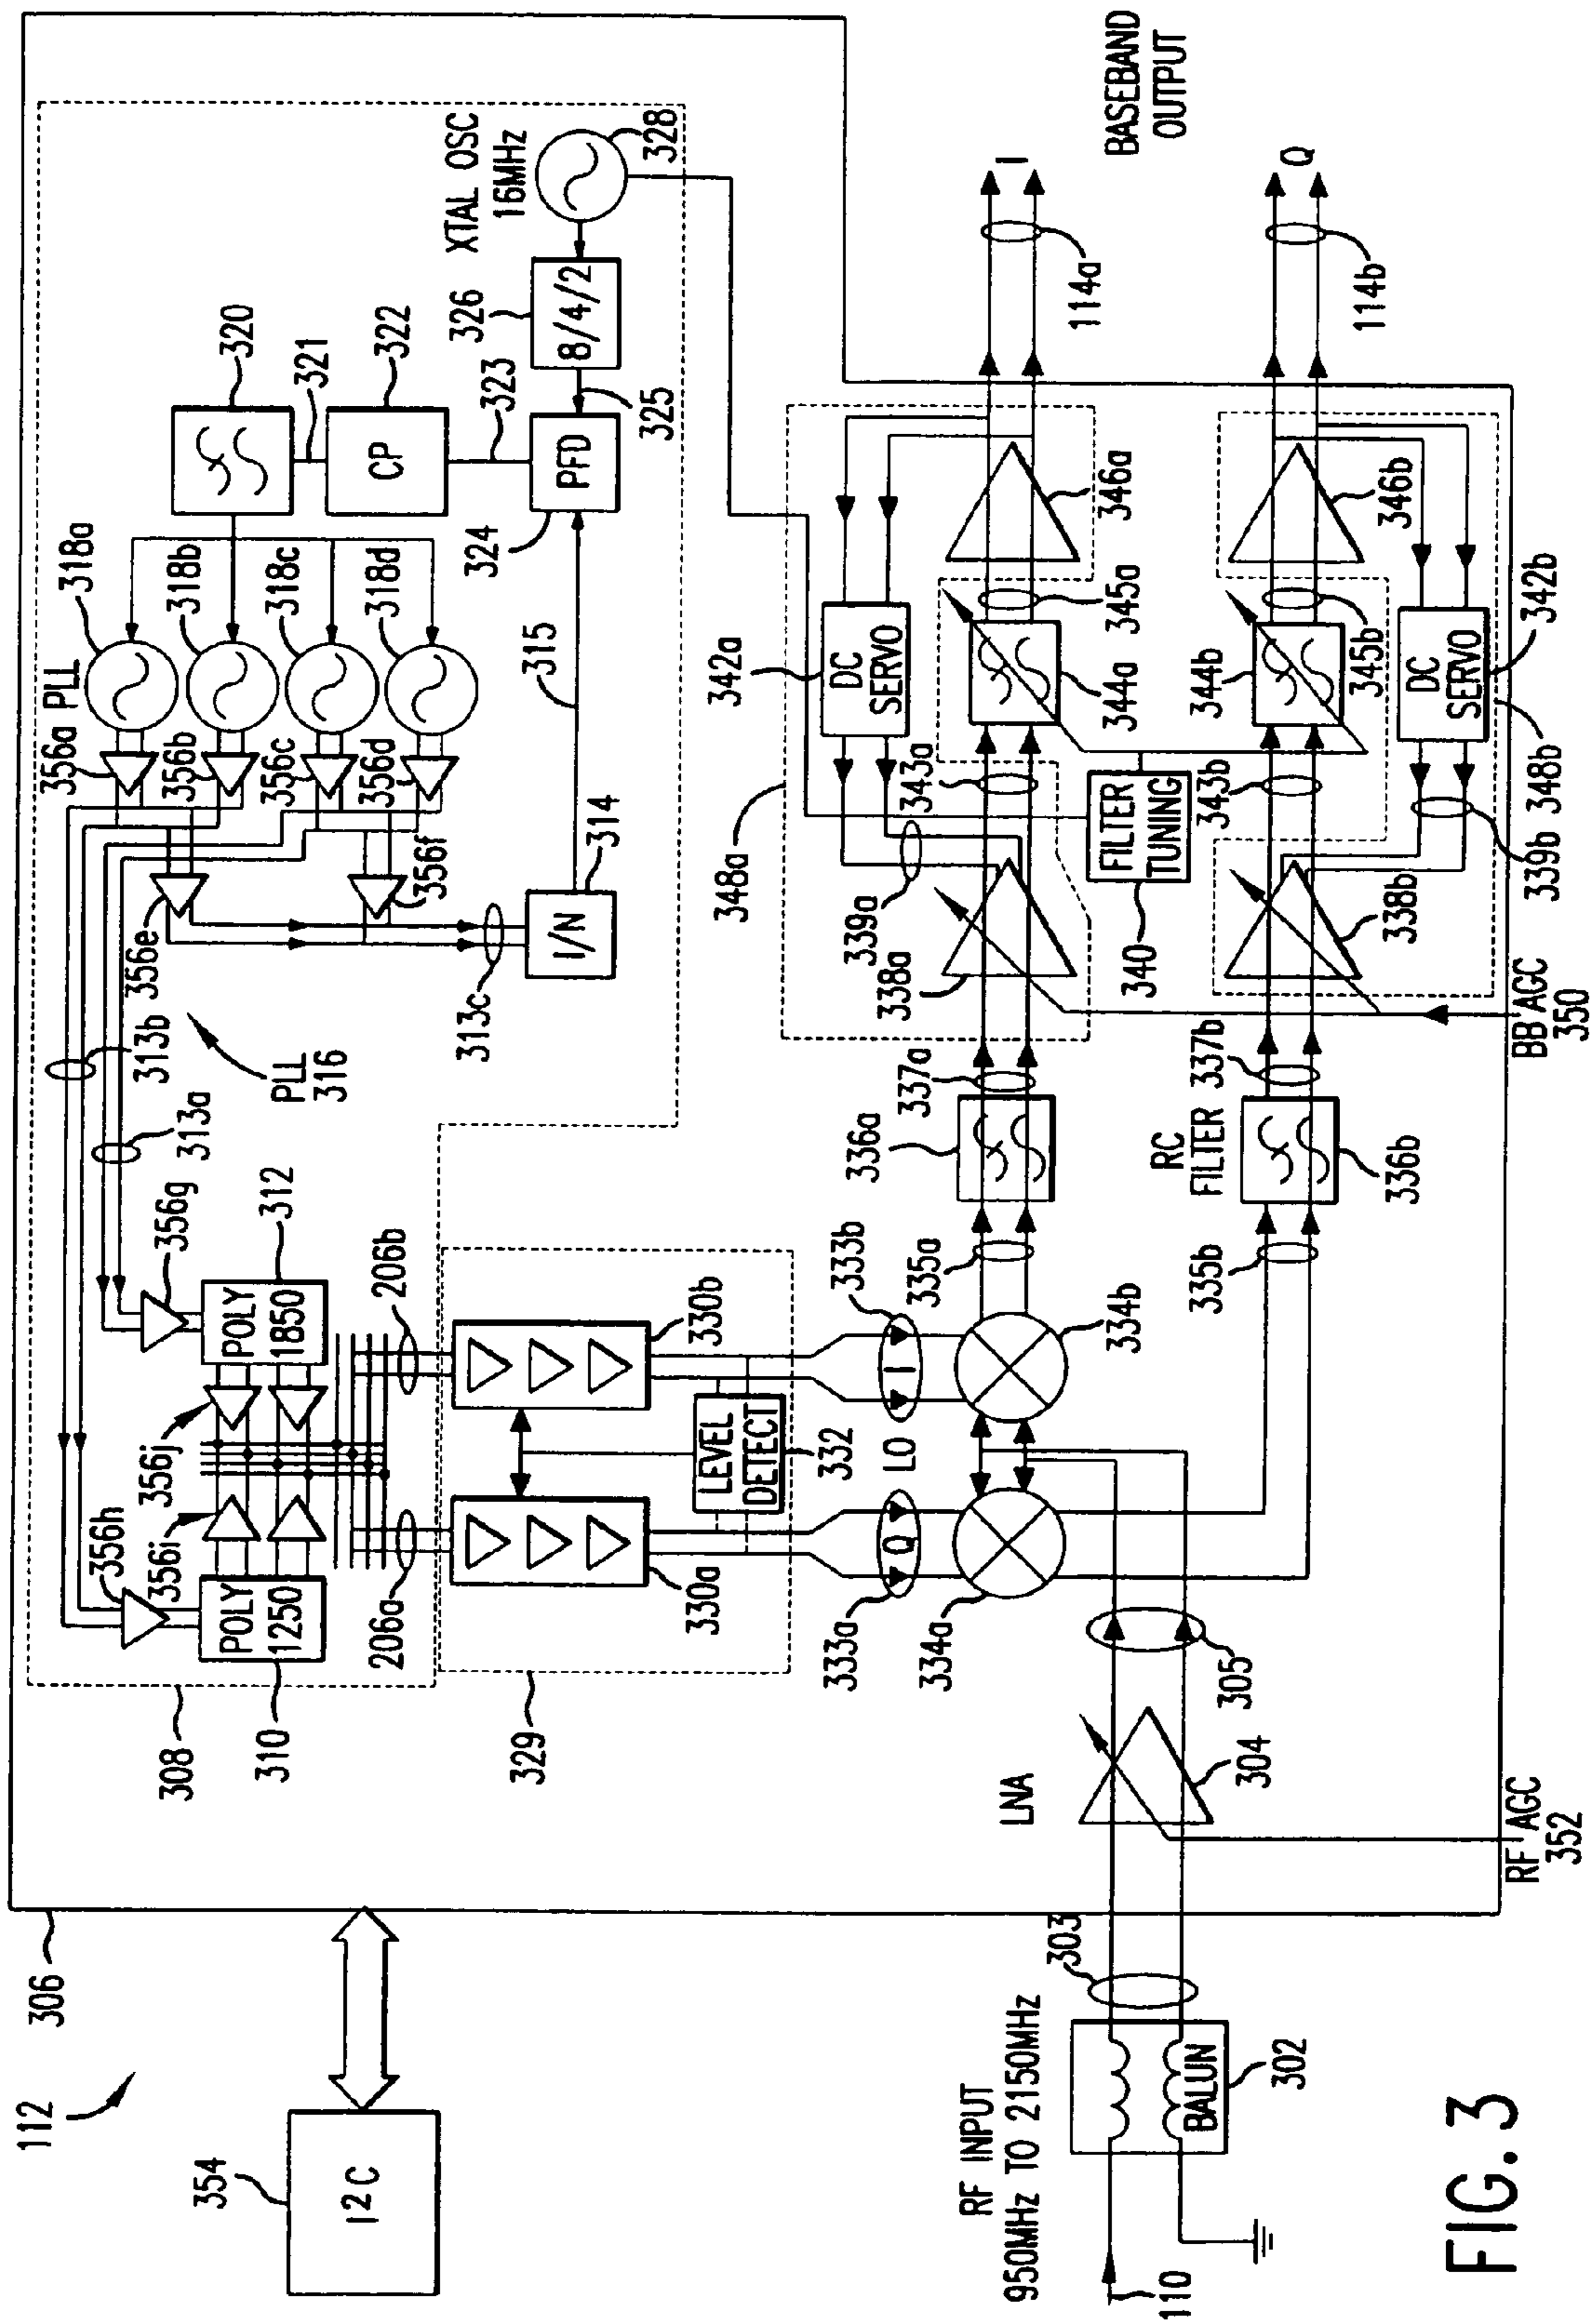 112
354
I2C
306
308
310
POLY
1250
356h
356i
356j
356g
POLY
1850
312
313a
313b
PLL
316
356e
313c
I/N
314
356f
315
356a
356b
356c
356d
PLL
318a
318b
318c
318d
320
321
CP
322
323
324
PFD
325
326
8/4/2
XTAL OSC
16MHz
328
329
206a
206b
330a
330b
LEVEL
DETECT
332
333a
Q
LO
I
333b
334a
334b
335a
335b
336a
337a
RC
FILTER
336b
337b
348a
338a
339a
343a
342a
DC
SERVO
344a
345a
346a
FILTER
TUNING
340
338b
339b
343b
344b
345b
346b
DC
SERVO
342b
348b
I
114a
Q
114b
BASEBAND
OUTPUT
BB AGC
350
RF INPUT
950MHz TO 2150MHz
110
BALUN
302
303
LNA
304
305
RF AGC
352
FIG. 3